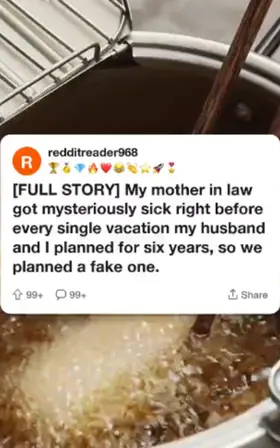 R
redditreader968
[FULL STORY] My mother in law
got mysteriously sick right before
every single vacation my husband
and I planned for six years, so we
planned a fake one.
99+ 99+ Share